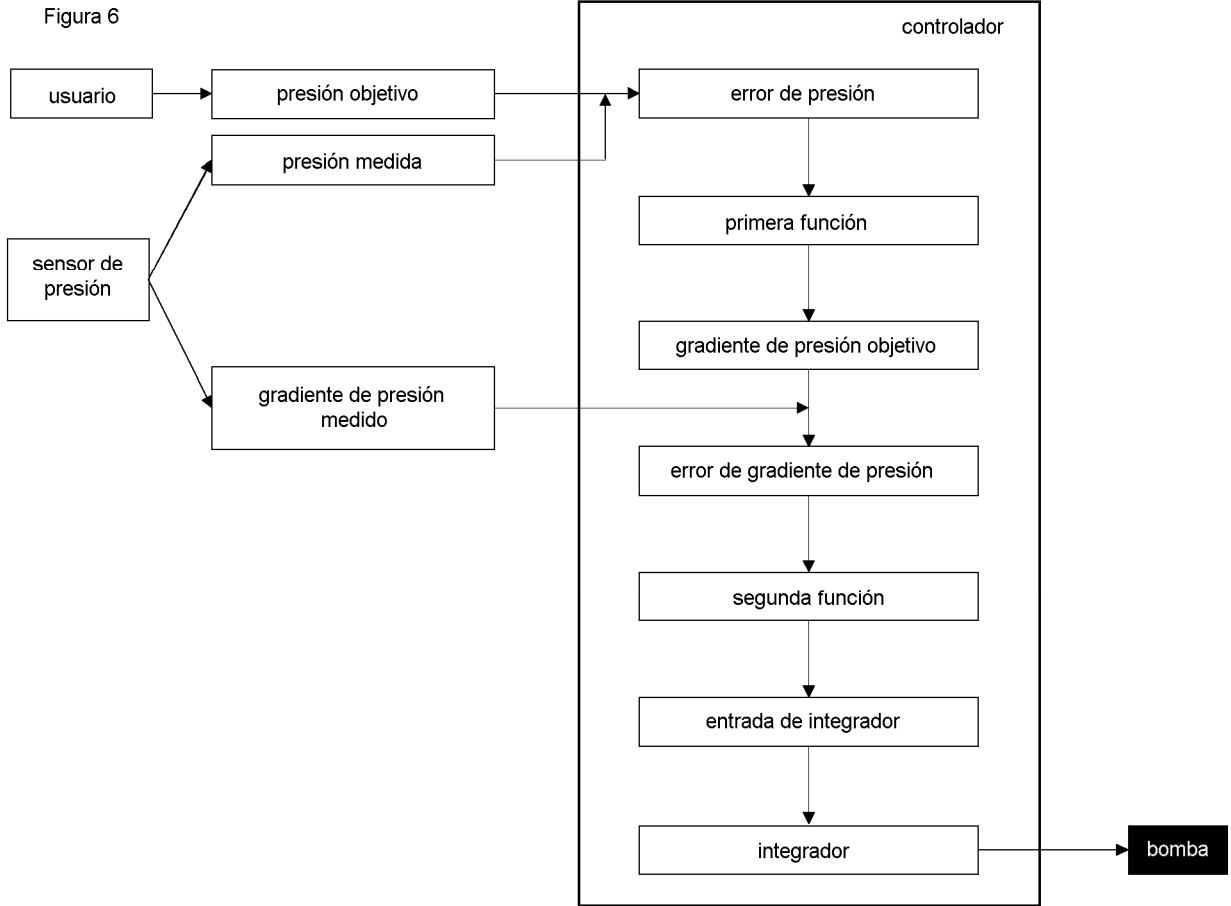 Figura 6
controlador
usuario
presión objetivo
error de presión
presión medida
primera función
sensor de
presión
gradiente de presión objetivo
gradiente de presión
medido
error de gradiente de presión
segunda función
entrada de integrador
integrador
bomba